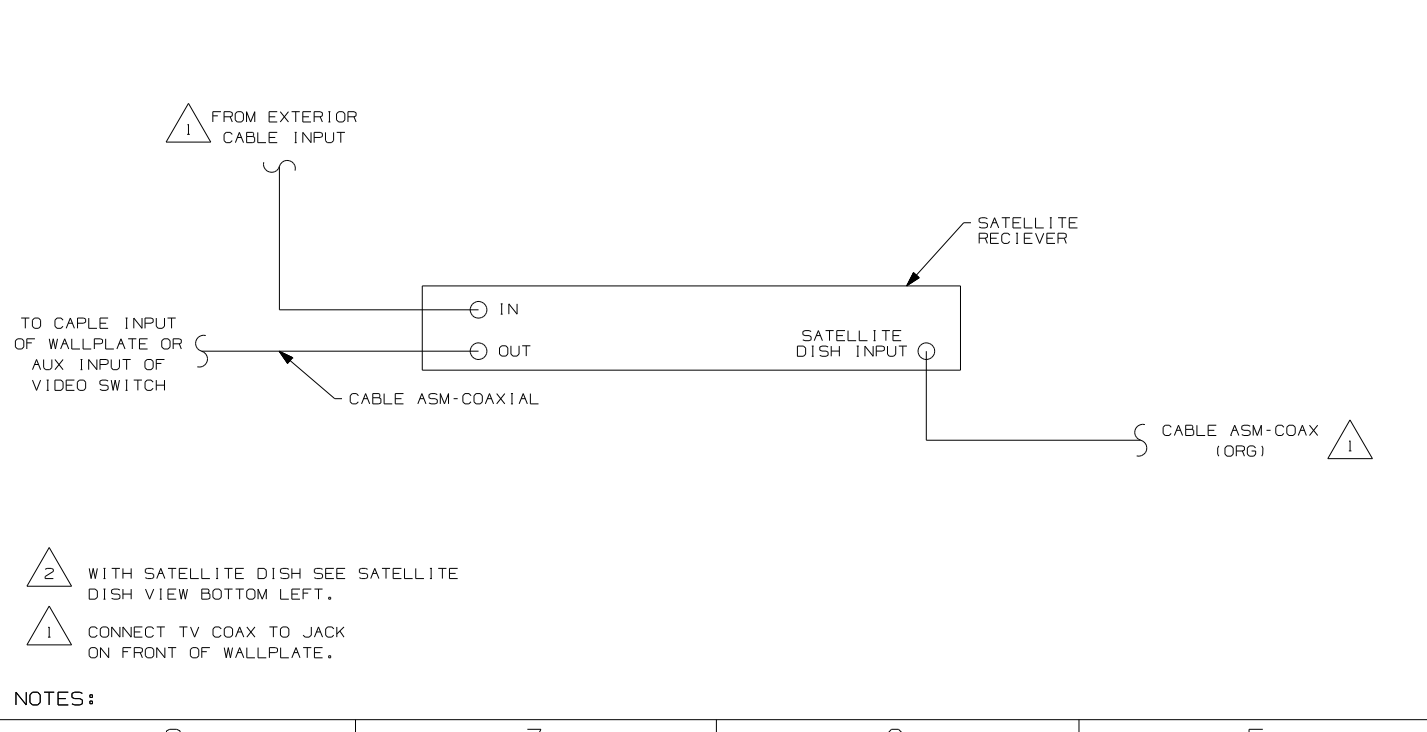 1
FROM EXTERIOR
CABLE INPUT
SATELLITE
RECIEVER
IN
TO CAPLE INPUT
OF WALLPLATE OR
AUX INPUT OF
VIDEO SWITCH
OUT
SATELLITE
DISH INPUT
CABLE ASM-COAXIAL
CABLE ASM-COAX
(ORG)
1
2
WITH SATELLITE DISH SEE SATELLITE
DISH VIEW BOTTOM LEFT.
1
CONNECT TV COAX TO JACK
ON FRONT OF WALLPLATE.
NOTES: